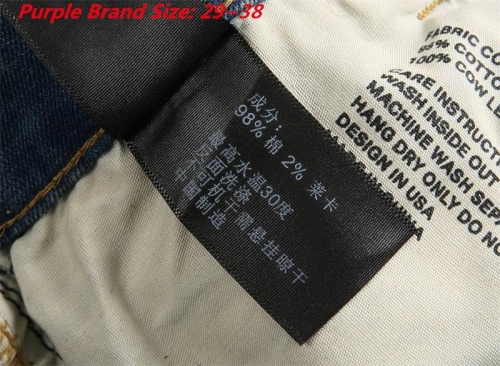 Purple Brand Size: 29-38
成分:
98% 棉 2% 莱卡
最高水温30度
反面洗涤
不可机干需悬挂晾干
中国制造
FABRIC CO
98% COTTO
100% COW L
CARE INSTRUCT
WASH INSIDE OUT
MACHINE WASH
HANG DRY ONLY DO NO
DESIGN IN USA